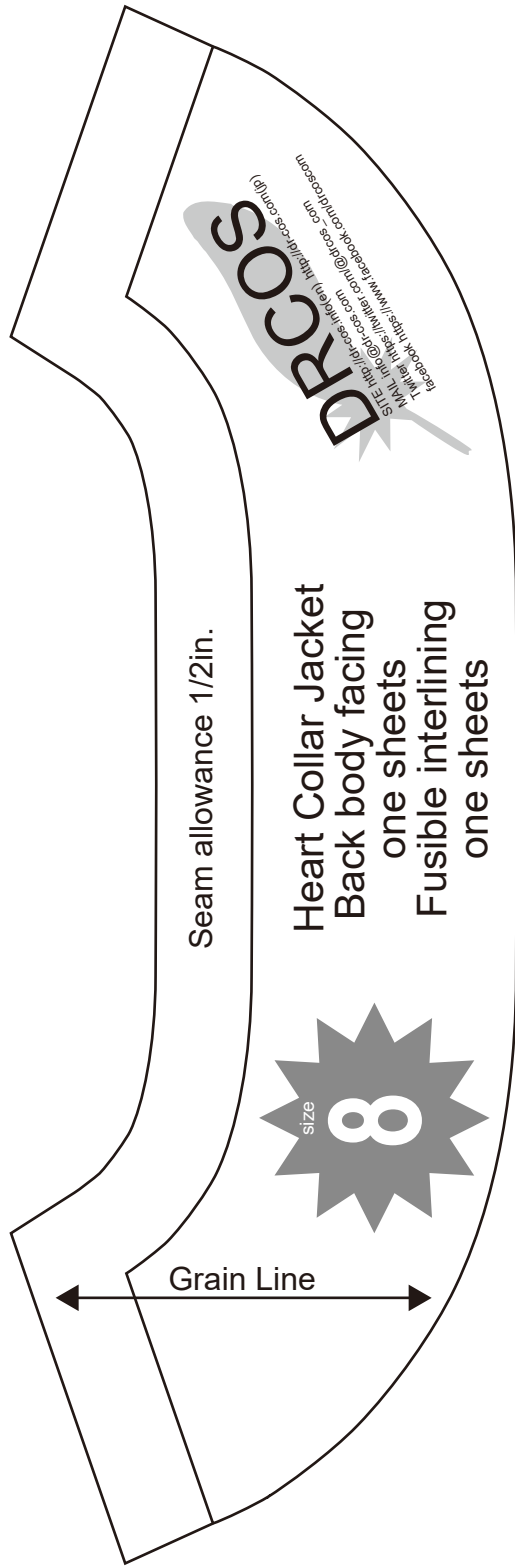 Seam allowance 1/2in.
Heart Collar Jacket
Back body facing
one sheets
Fusible interlining
one sheets
size
8
Grain Line
DRCOS
SITE http://dr-cos.info(en) http://dr-cos.com(jp)
MAIL info@dr-cos.com
Twitter https://twitter.com/@drcos_com
facebook https://www.facebook.com/drcoscom